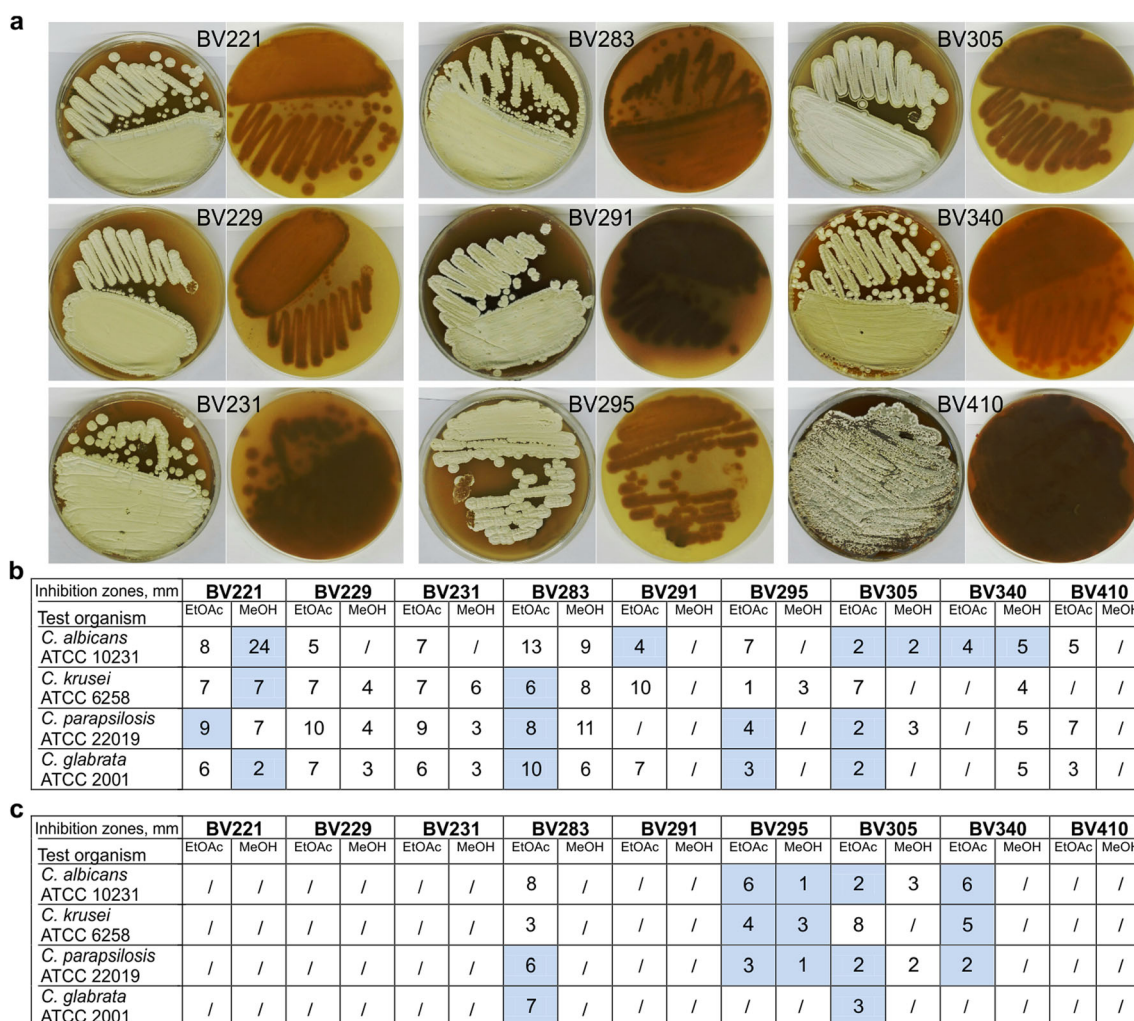 a
BV221 BV283 BV305
BV229 BV291 BV340
BV231 BV295 BV410
b
Inhibition zones, mm BV221 BV229 BV231 BV283 BV291 BV295 BV305 BV340 BV410
Test organism EtOAc MeOH EtOAc MeOH EtOAc MeOH EtOAc MeOH EtOAc MeOH EtOAc MeOH EtOAc MeOH EtOAc MeOH EtOAc MeOH
C. albicans
ATCC 10231 8 24 5 / 7 / 13 9 4 / 7 / 2 2 4 5 5 /
C. krusei
ATCC 6258 7 7 7 4 7 6 6 8 10 / 1 3 7 / / 4 / /
C. parapsilosis
ATCC 22019 9 7 10 4 9 3 8 11 / / 4 / 2 3 / 5 7 /
C. glabrata
ATCC 2001 6 2 7 3 6 3 10 6 7 / 3 / 2 / / 5 3 /
c
Inhibition zones, mm BV221 BV229 BV231 BV283 BV291 BV295 BV305 BV340 BV410
Test organism EtOAc MeOH EtOAc MeOH EtOAc MeOH EtOAc MeOH EtOAc MeOH EtOAc MeOH EtOAc MeOH EtOAc MeOH EtOAc MeOH
C. albicans
ATCC 10231 / / / / / / 8 / / / 6 1 2 3 6 / / /
C. krusei
ATCC 6258 / / / / / / 3 / / / 4 3 8 / 5 / / /
C. parapsilosis
ATCC 22019 / / / / / / 6 / / / 3 1 2 2 2 / / /
C. glabrata
ATCC 2001 / / / / / / 7 / / / / / 3 / / / / /